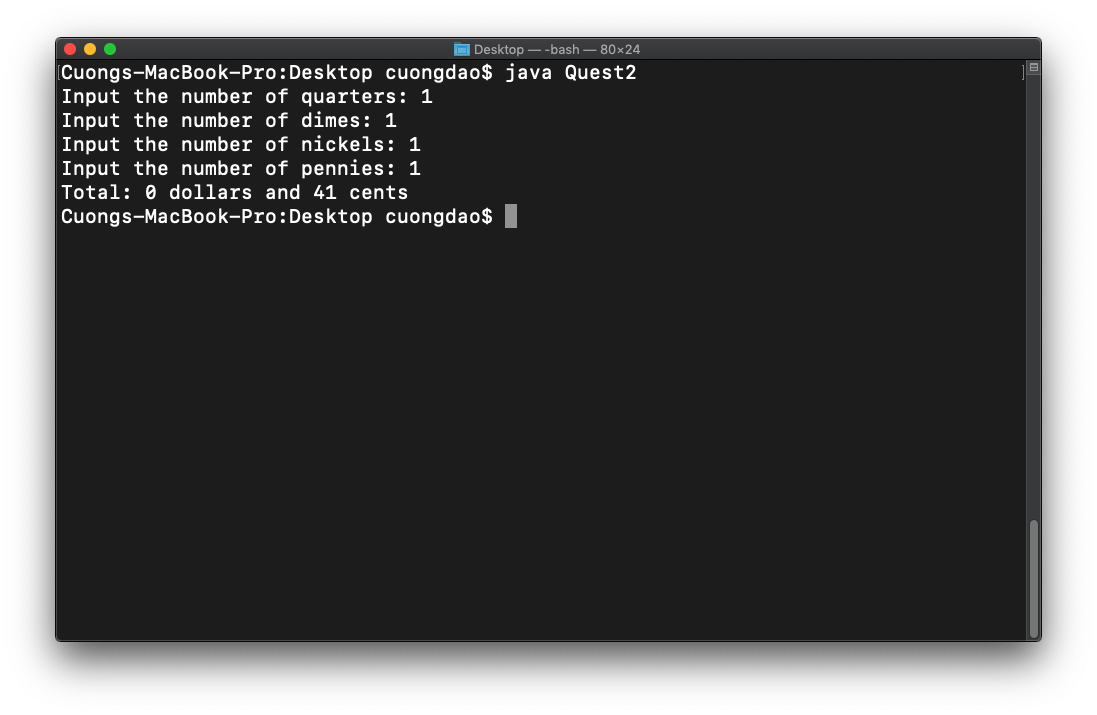 Desktop — -bash — 80×24
Cuongs-MacBook-Pro:Desktop cuongdao$ java Quest2
Input the number of quarters: 1
Input the number of dimes: 1
Input the number of nickels: 1
Input the number of pennies: 1
Total: 0 dollars and 41 cents
Cuongs-MacBook-Pro:Desktop cuongdao$